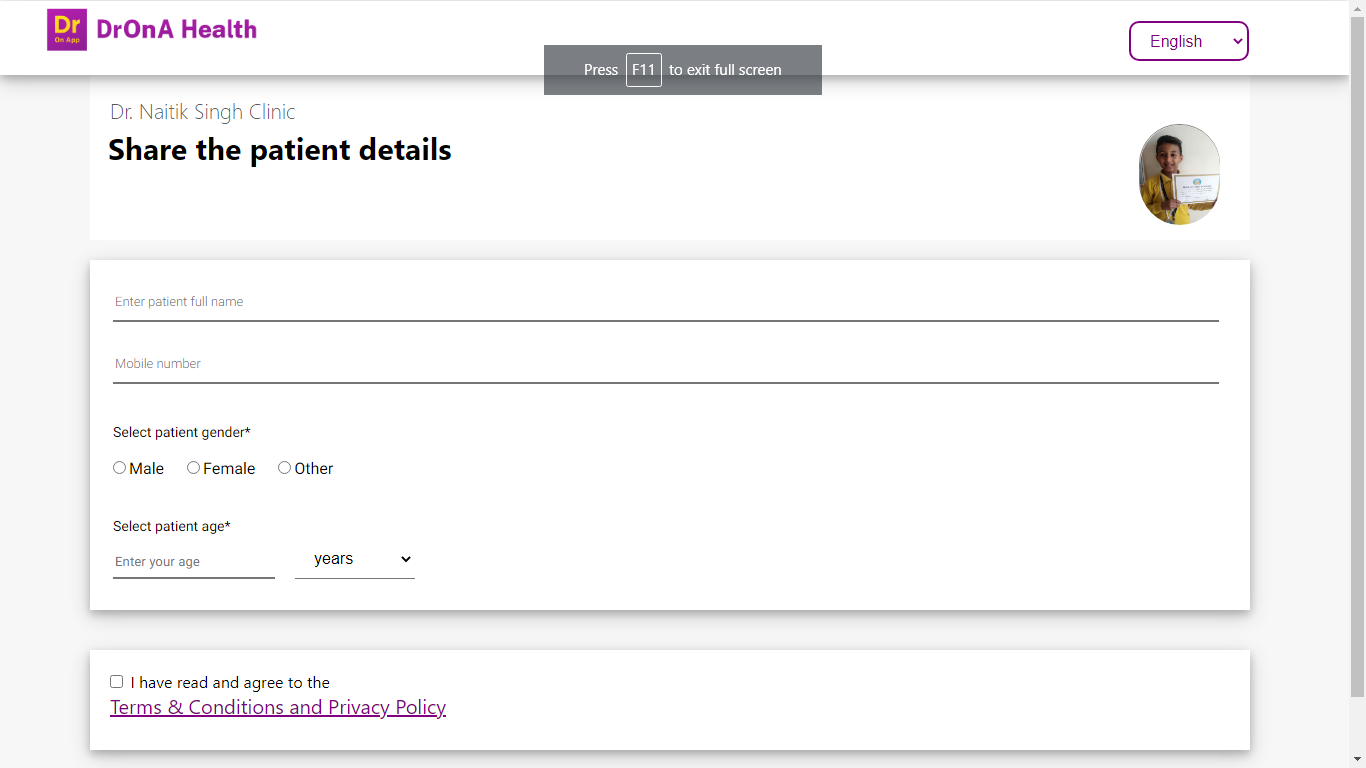 Dr
On App
DrOnA Health
English
Press F11 to exit full screen
Dr. Naitik Singh Clinic
Share the patient details
Enter patient full name
Mobile number
Select patient gender*
Male Female Other
Select patient age*
Enter your age years
I have read and agree to the
Terms & Conditions and Privacy Policy